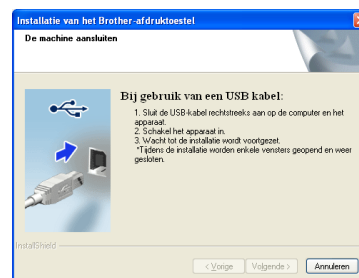 Installatie van het Brother-afdruktoestel
De machine aansluiten
Bij gebruik van een USB kabel:
1. Sluit de USB-kabel rechtstreeks aan op de computer en het
apparaat.
2. Schakel het apparaat in.
3. Wacht tot de installatie wordt voortgezet.
*Tijdens de installatie worden enkele vensters geopend en weer
gesloten.
InstallShield
< Vorige Volgende > Annuleren